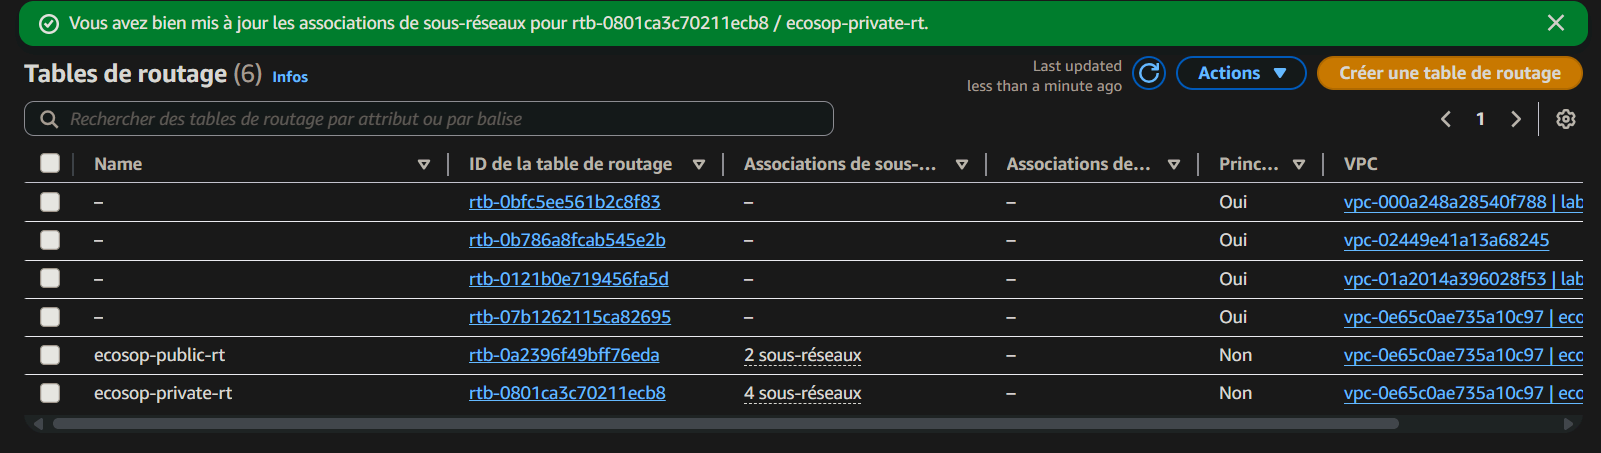 Vous avez bien mis à jour les associations de sous-réseaux pour rtb-0801ca3c70211ecb8 / ecosop-private-rt.
Tables de routage (6) Infos
Last updated
less than a minute ago
Actions
Créer une table de routage
Rechercher des tables de routage par attribut ou par balise
1
Name ID de la table de routage Associations de sous-... Associations de... Princ... VPC
– rtb-0bfc5ee561b2c8f83 – – Oui vpc-000a248a28540f788 | lab
– rtb-0b786a8fcab545e2b – – Oui vpc-02449e41a13a68245
– rtb-0121b0e719456fa5d – – Oui vpc-01a2014a396028f53 | lab
– rtb-07b1262115ca82695 – – Oui vpc-0e65c0ae735a10c97 | eco
ecosop-public-rt rtb-0a2396f49bff76eda 2 sous-réseaux – Non vpc-0e65c0ae735a10c97 | eco
ecosop-private-rt rtb-0801ca3c70211ecb8 4 sous-réseaux – Non vpc-0e65c0ae735a10c97 | eco